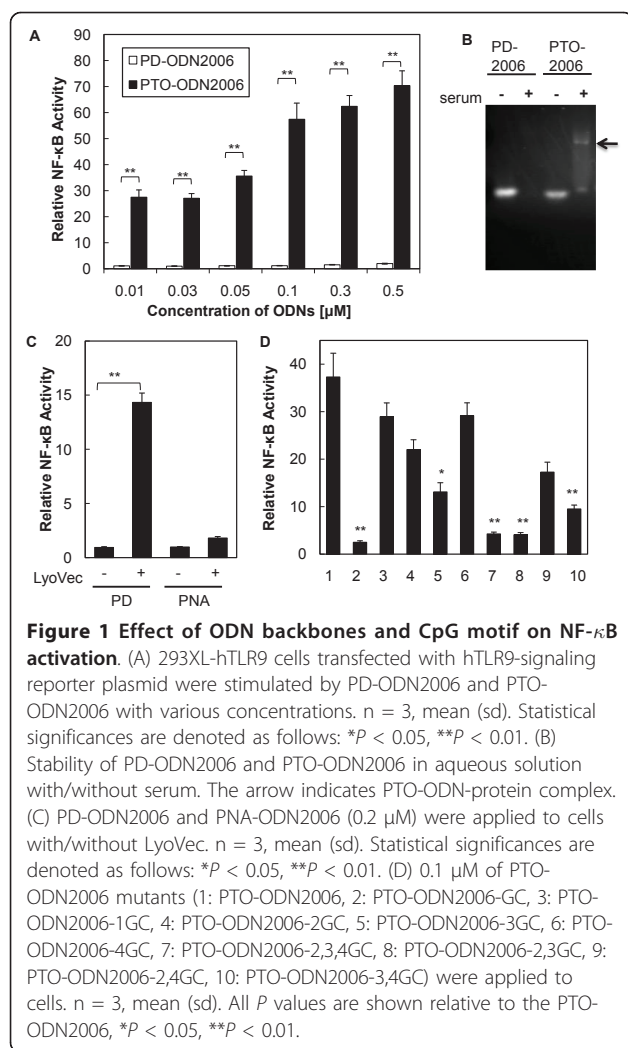 A
90
80
70
60
50
40
30
20
10
0
Relative NF-κB Activity
PD-ODN2006
PTO-ODN2006
** ** ** ** ** **
0.01 0.03 0.05 0.1 0.3 0.5
Concentration of ODNs [μM]
B
PD- PTO-
2006 2006
serum - + - +
C
20
15
10
5
0
Relative NF-κB Activity
**
LyoVec - + - +
PD PNA
D
40
30
20
10
0
Relative NF-κB Activity
** * ** ** **
1 2 3 4 5 6 7 8 9 10
Figure 1 Effect of ODN backbones and CpG motif on NF-κB
activation. (A) 293XL-hTLR9 cells transfected with hTLR9-signaling
reporter plasmid were stimulated by PD-ODN2006 and PTO-
ODN2006 with various concentrations. n = 3, mean (sd). Statistical
significances are denoted as follows: *P < 0.05, **P < 0.01. (B)
Stability of PD-ODN2006 and PTO-ODN2006 in aqueous solution
with/without serum. The arrow indicates PTO-ODN-protein complex.
(C) PD-ODN2006 and PNA-ODN2006 (0.2 μM) were applied to cells
with/without LyoVec. n = 3, mean (sd). Statistical significances are
denoted as follows: *P < 0.05, **P < 0.01. (D) 0.1 μM of PTO-
ODN2006 mutants (1: PTO-ODN2006, 2: PTO-ODN2006-GC, 3: PTO-
ODN2006-1GC, 4: PTO-ODN2006-2GC, 5: PTO-ODN2006-3GC, 6: PTO-
ODN2006-4GC, 7: PTO-ODN2006-2,3,4GC, 8: PTO-ODN2006-2,3GC, 9:
PTO-ODN2006-2,4GC, 10: PTO-ODN2006-3,4GC) were applied to
cells. n = 3, mean (sd). All P values are shown relative to the PTO-
ODN2006, *P < 0.05, **P < 0.01.